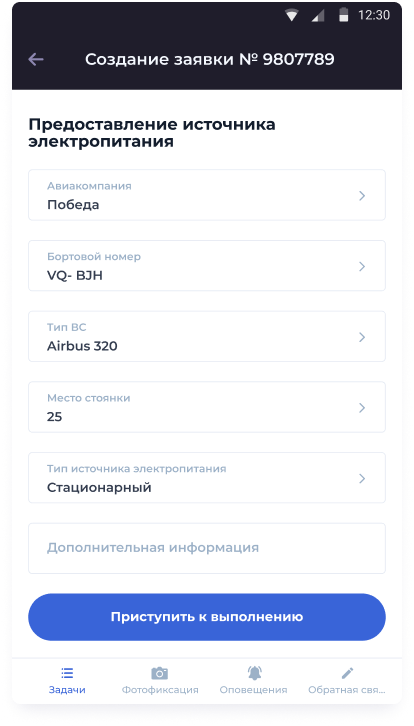 12:30
Создание заявки № 9807789
Предоставление источника
электропитания
Авиакомпания
Победа
Бортовой номер
VQ- BJH
Тип ВС
Airbus 320
Место стоянки
25
Тип источника электропитания
Стационарный
Дополнительная информация
Приступить к выполнению
Задачи Фотофиксация Оповещения Обратная свя...